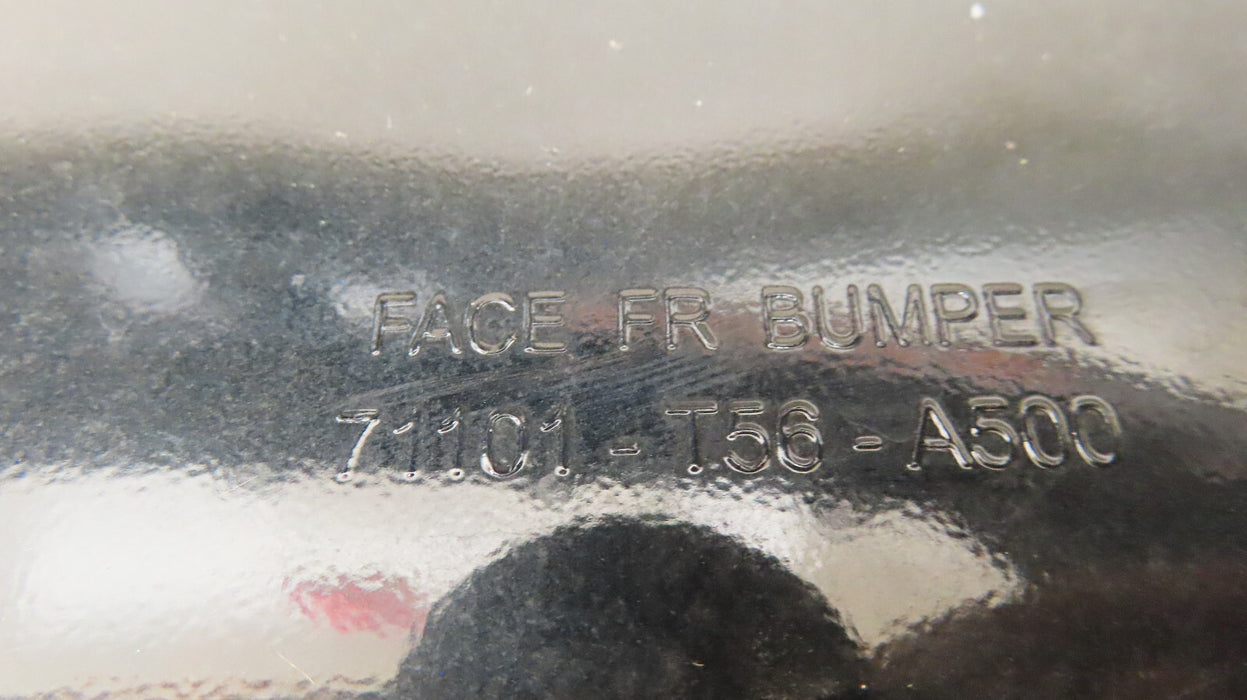 FACE FR BUMPER
71101-T56-A500